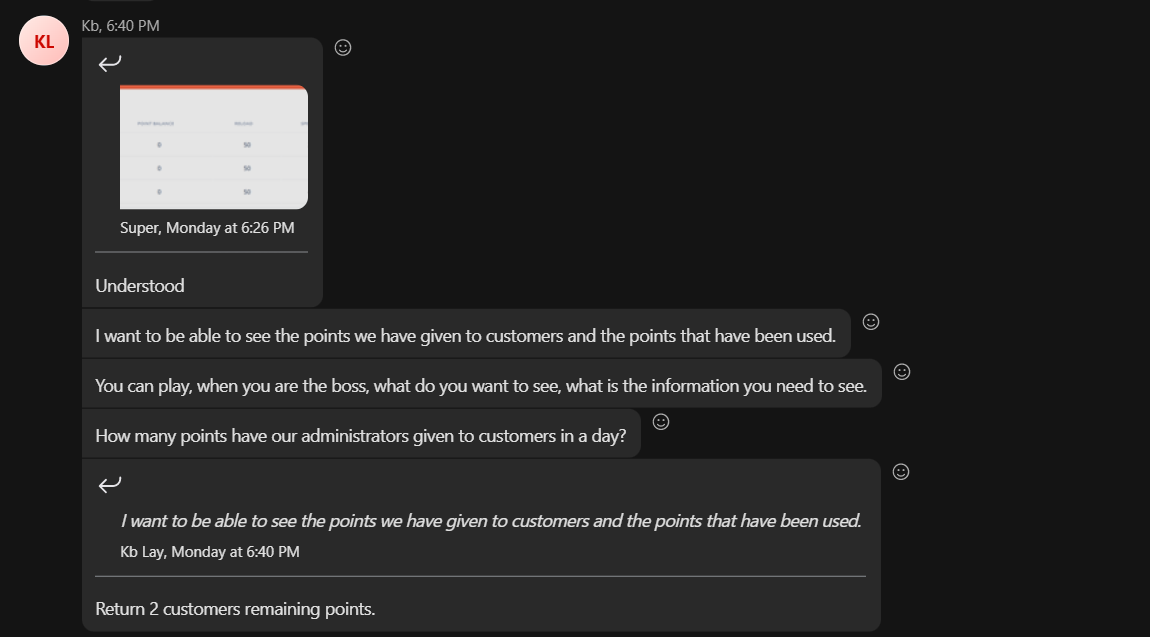 KL
Kb, 6:40 PM
POINT BALANCE RELOAD
0 50
0 50
0 50
Super, Monday at 6:26 PM
Understood
I want to be able to see the points we have given to customers and the points that have been used.
You can play, when you are the boss, what do you want to see, what is the information you need to see.
How many points have our administrators given to customers in a day?
I want to be able to see the points we have given to customers and the points that have been used.
Kb Lay, Monday at 6:40 PM
Return 2 customers remaining points.